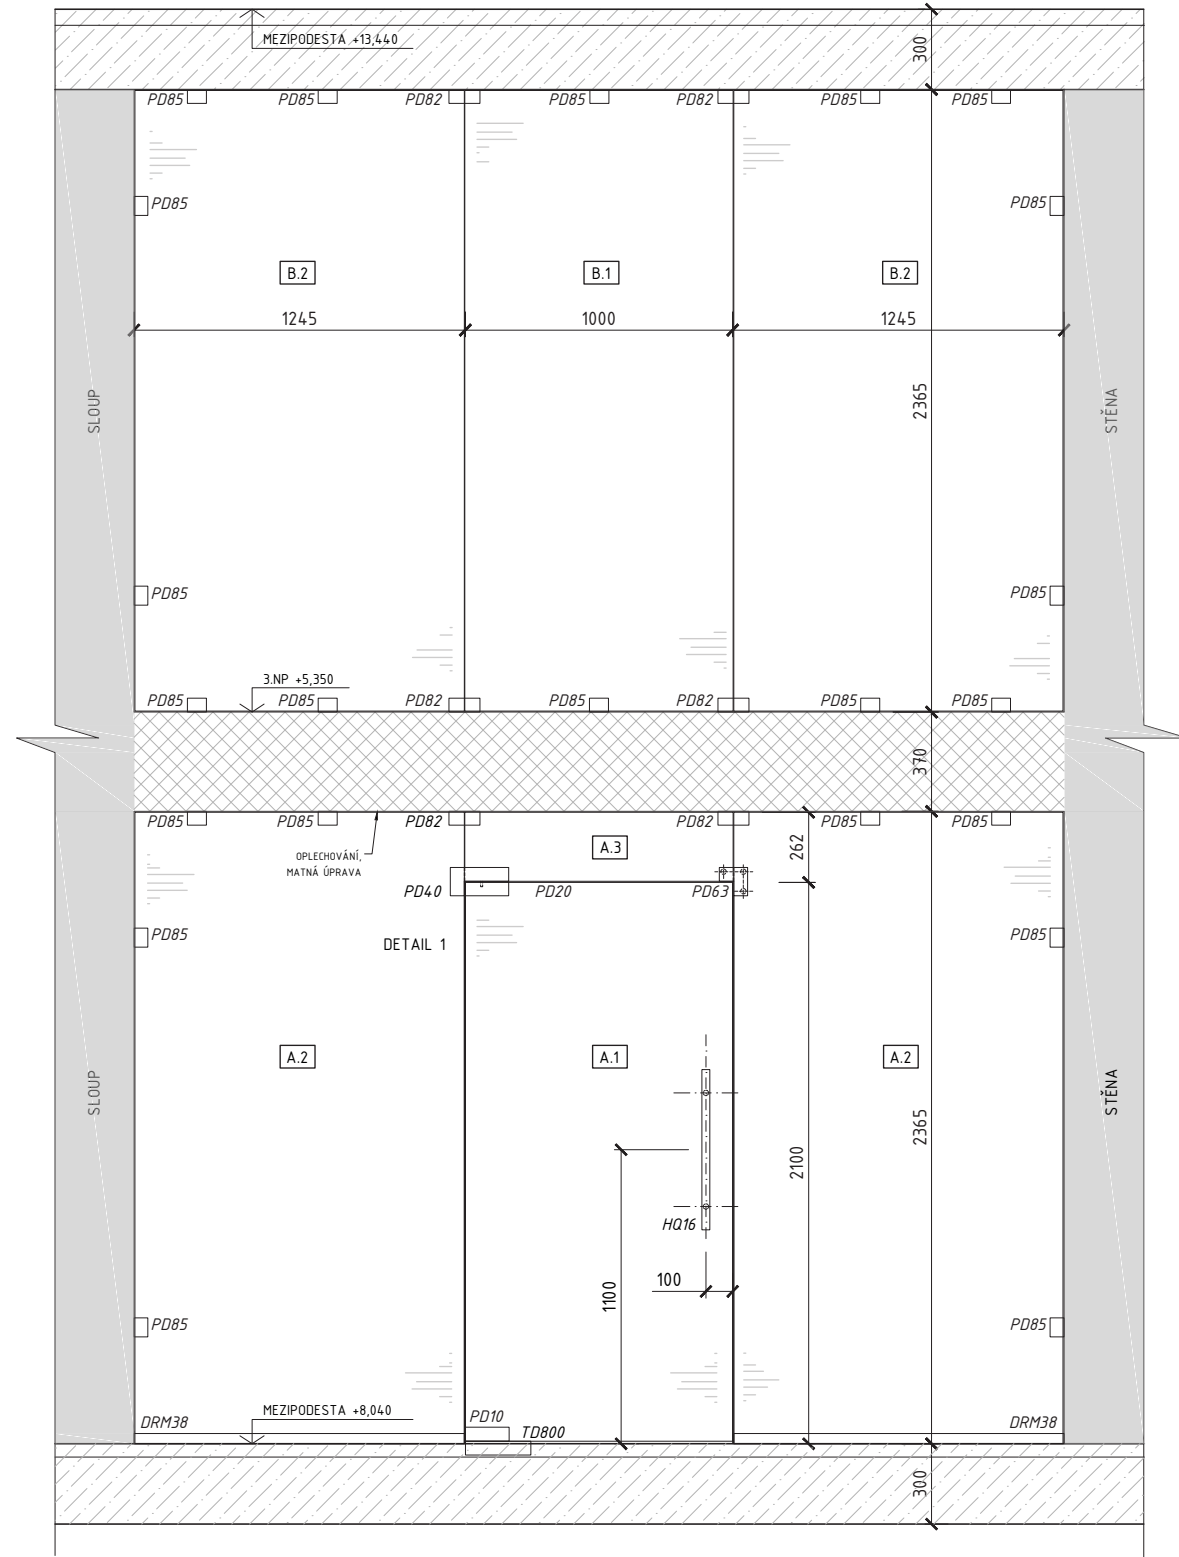 MEZIPODESTA +13,440
300
PD85 PD85 PD82 PD85 PD82 PD85 PD85
PD85 PD85
B.2 B.1 B.2
1245 1000 1245
SLOUP 2365 STĚNA
PD85 PD85
3.NP +5,350
PD85 PD85 PD82 PD85 PD82 PD85 PD85
370
PD85 PD85 PD82 PD82 PD85 PD85
A.3 262
OPLECHOVÁNÍ,
MATNÁ ÚPRAVA
PD40 PD20 PD63
PD85 DETAIL 1 PD85
A.2 A.1 A.2
SLOUP STĚNA
2365
2100
HQ16
100
1100
PD85 PD85
MEZIPODESTA +8,040
DRM38 PD10 DRM38
TD800
300